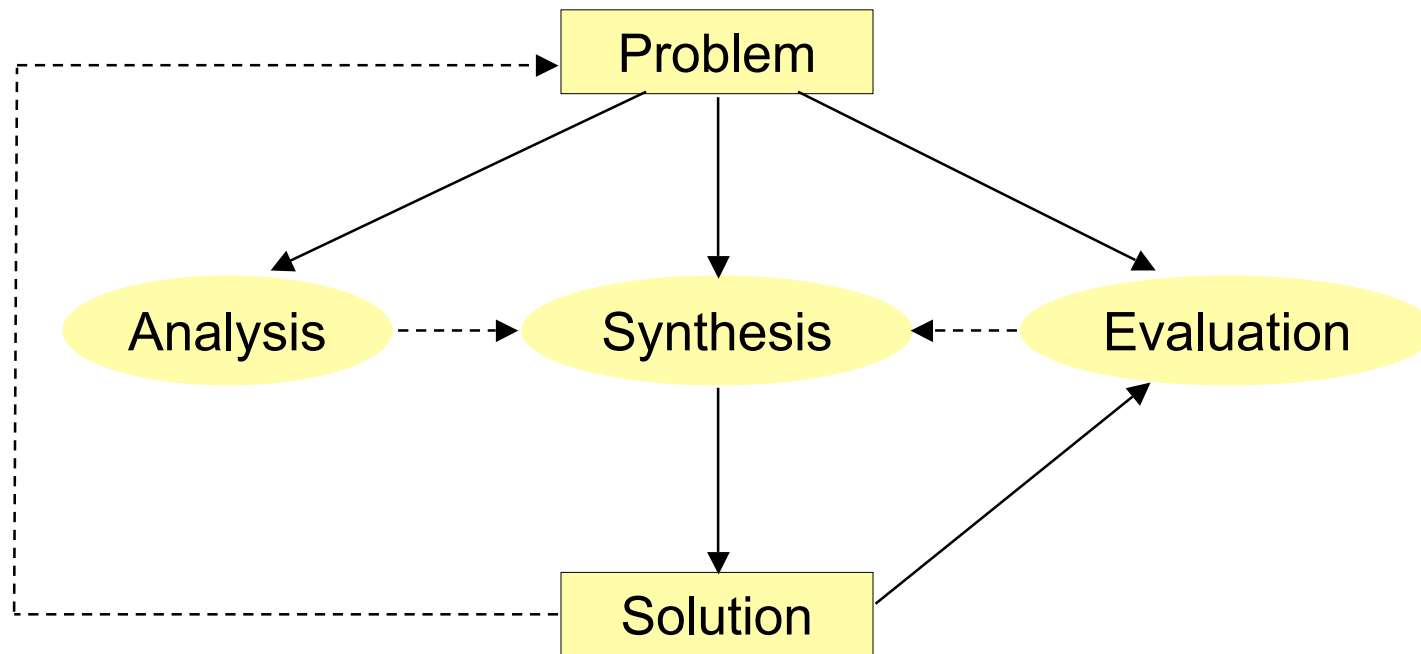 Problem
Analysis
Synthesis
Evaluation
Solution